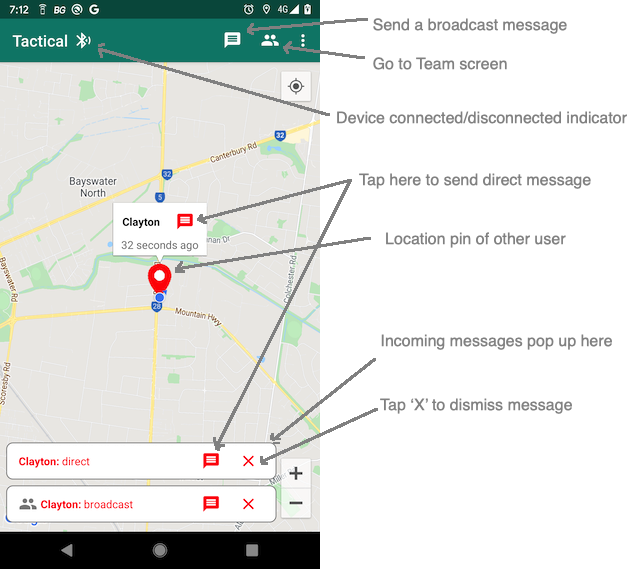 7:12 BG G 4G
Send a broadcast message
Tactical
Go to Team screen
Device connected/disconnected indicator
32
Canterbury Rd
32
Bayswater
North
Tap here to send direct message
5
Clayton
32 seconds ago
Location pin of other user
Colchester Rd
Bayswater Rd
28
Mountain Hwy
Scoresby Rd
Incoming messages pop up here
Tap ‘X’ to dismiss message
Clayton: direct
+
Clayton: broadcast
−